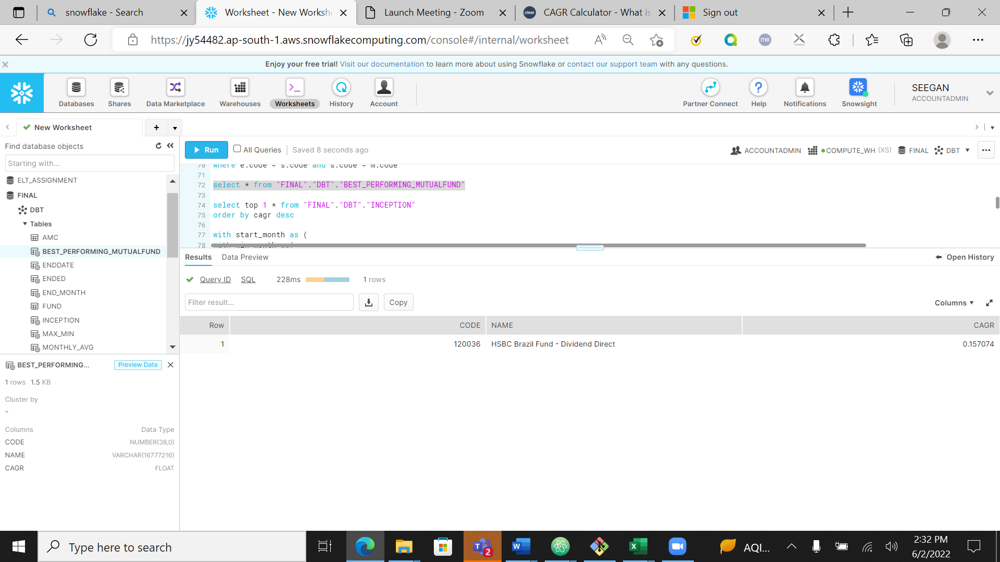 snowflake - Search
Worksheet - New Workshe
Launch Meeting - Zoom
CAGR Calculator - What is
Sign out
https://jy54482.ap-south-1.aws.snowflakecomputing.com/console#/internal/worksheet
Enjoy your free trial! Visit our documentation to learn more about using Snowflake or contact our support team with any questions.
Databases
Shares
Data Marketplace
Warehouses
Worksheets
History
Account
Partner Connect
Help
Notifications
Snowsight
SEEGAN
ACCOUNTADMIN
New Worksheet
Find database objects
Starting with...
Run
All Queries
Saved 8 seconds ago
ACCOUNTADMIN
COMPUTE_WH (XS)
FINAL
DBT
ELT_ASSIGNMENT
FINAL
DBT
Tables
AMC
BEST_PERFORMING_MUTUALFUND
ENDDATE
ENDED
END_MONTH
FUND
INCEPTION
MAX_MIN
MONTHLY_AVG
70 where e.code = s.code and s.code = m.code
71
72 select * from "FINAL"."DBT"."BEST_PERFORMING_MUTUALFUND"
73
74 select top 1 * from "FINAL"."DBT"."INCEPTION"
75 order by cagr desc
76
77 with start_month as (
78
Results
Data Preview
Open History
Query ID
SQL
228ms
1 rows
Filter result...
Copy
Columns
Row CODE NAME CAGR
1 120036 HSBC Brazil Fund - Dividend Direct 0.157074
BEST_PERFORMING...
Preview Data
1 rows 1.5 KB
Cluster by
-
Columns Data Type
CODE NUMBER(38,0)
NAME VARCHAR(16777216)
CAGR FLOAT
Type here to search
2
AQI...
2:32 PM
6/2/2022